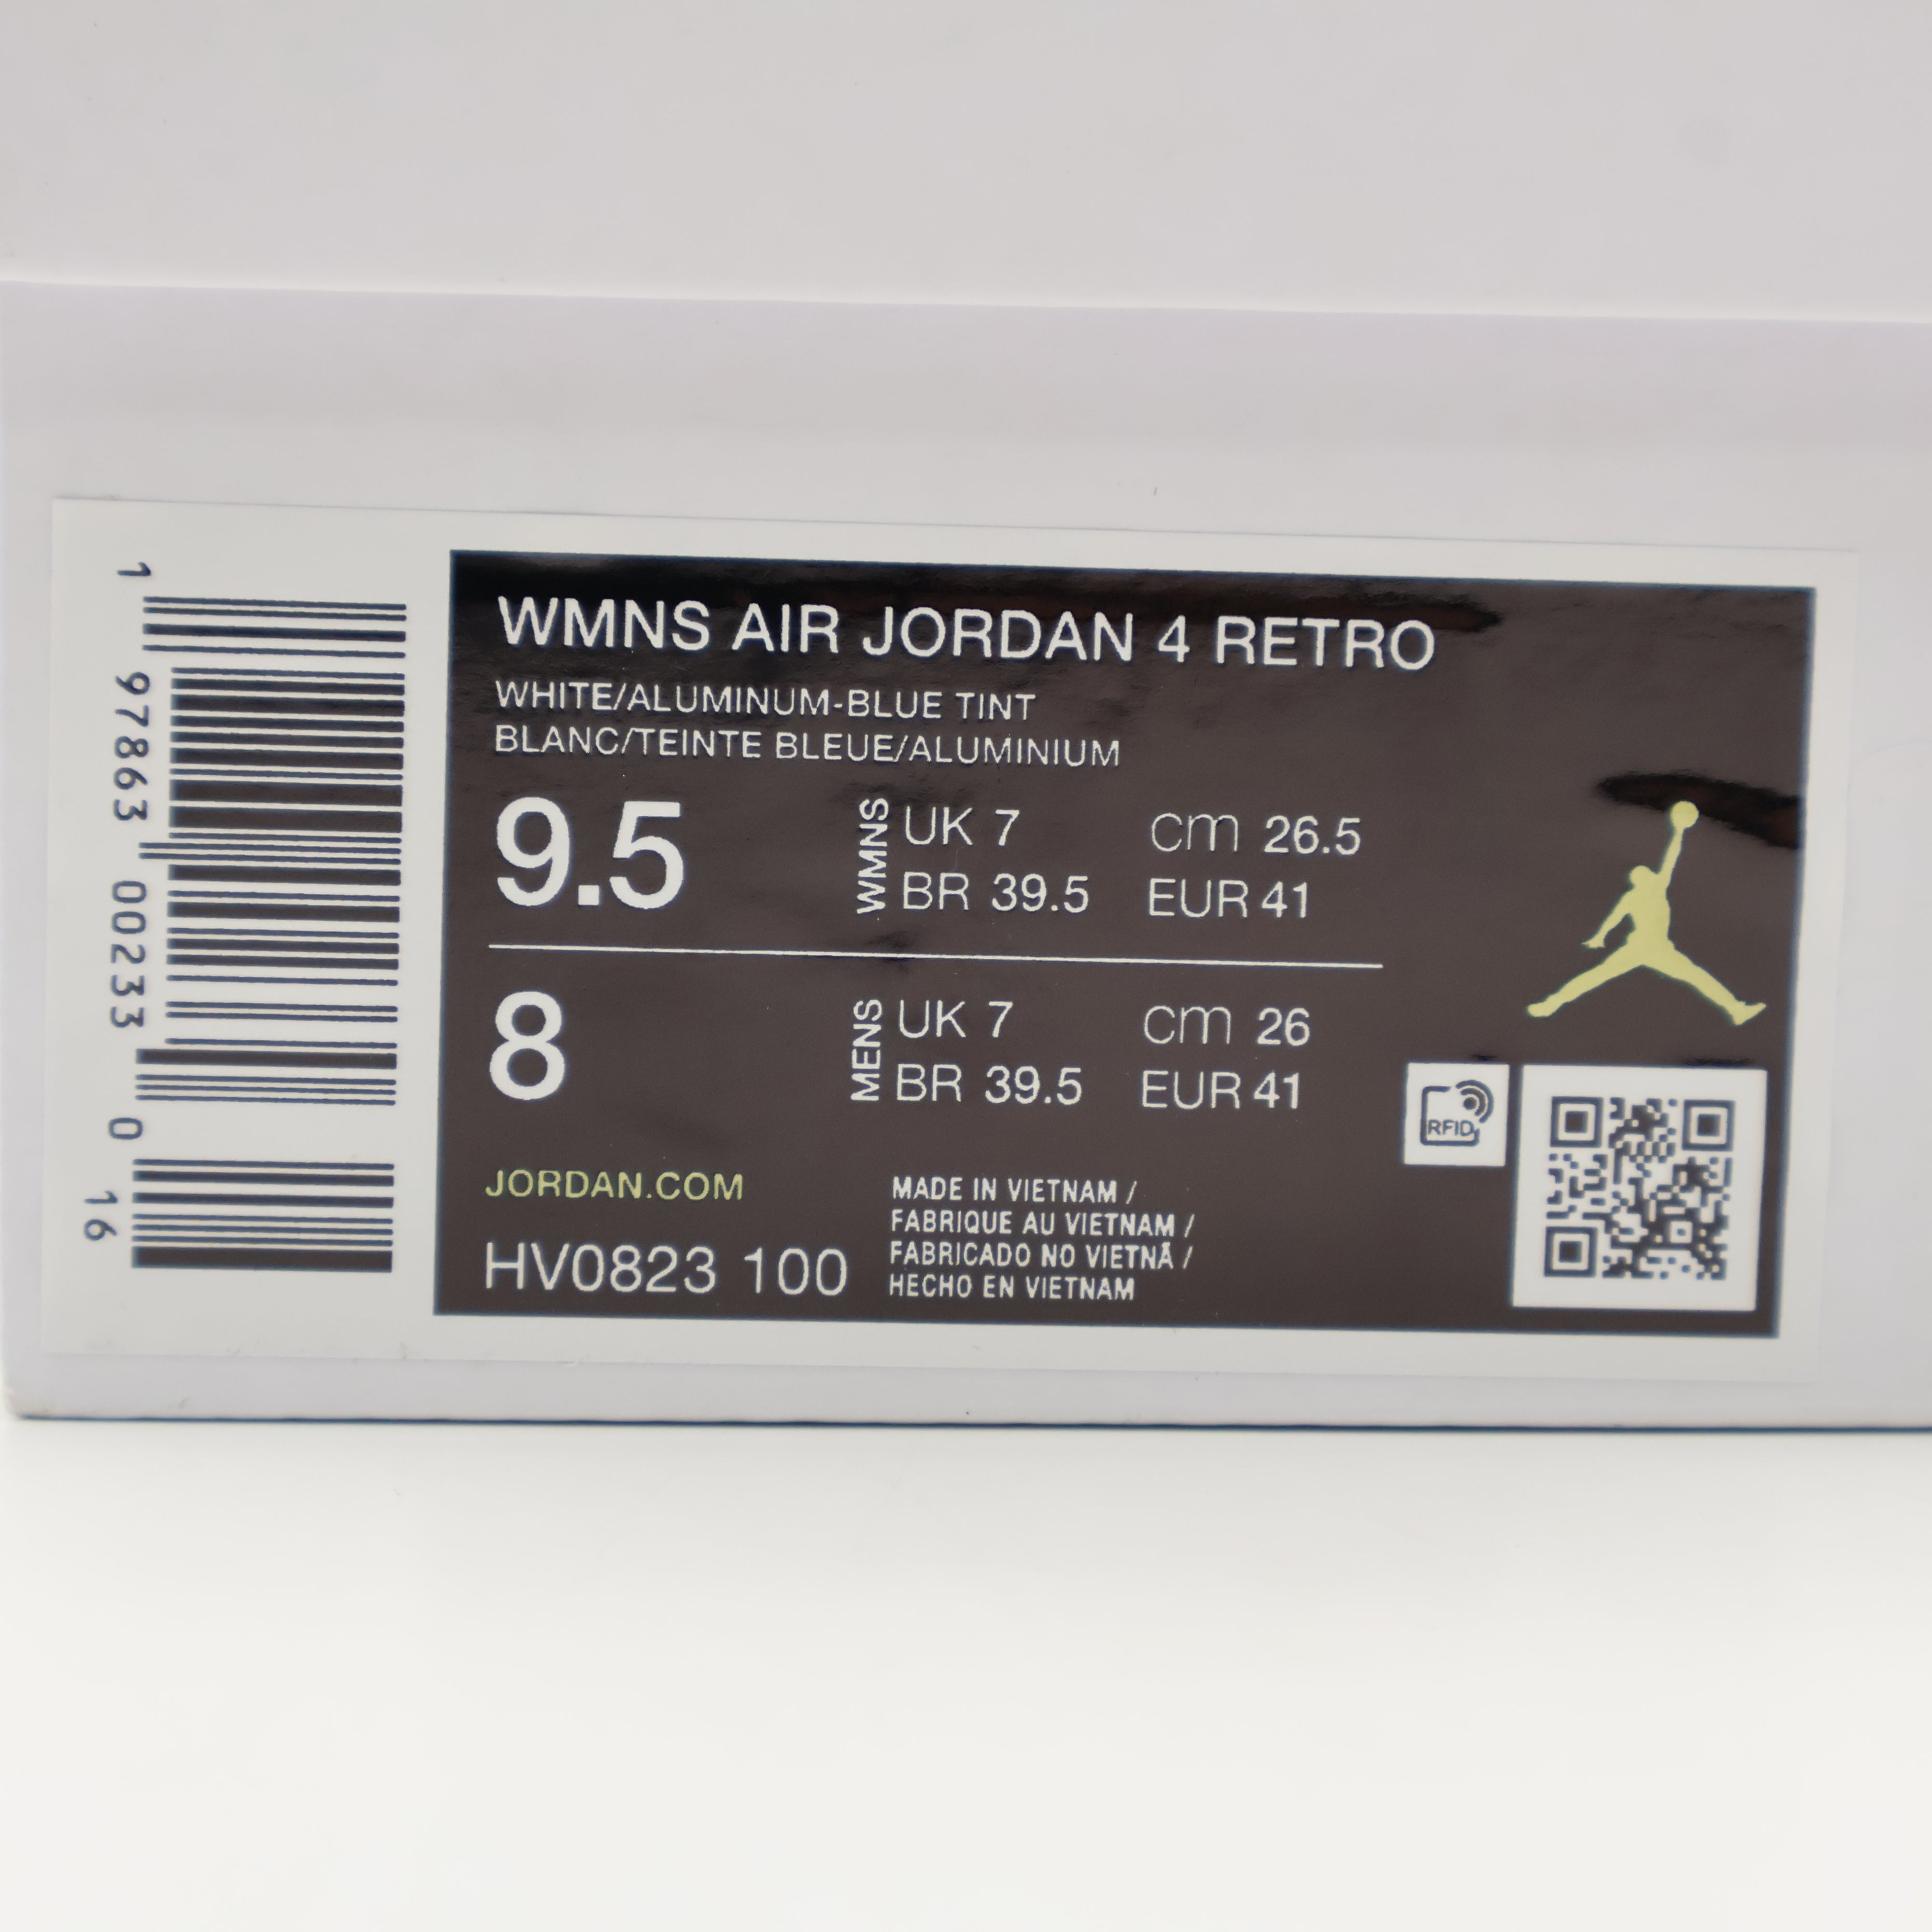 1 97863 00233 0 16
WMNS AIR JORDAN 4 RETRO
WHITE/ALUMINUM-BLUE TINT
BLANC/TEINTE BLEUE/ALUMINIUM
9.5 WMNS UK 7 cm 26.5
BR 39.5 EUR 41
8 MENS UK 7 cm 26
BR 39.5 EUR 41
RFID
JORDAN.COM
HV0823 100
MADE IN VIETNAM /
FABRIQUE AU VIETNAM /
FABRICADO NO VIETNÃ /
HECHO EN VIETNAM